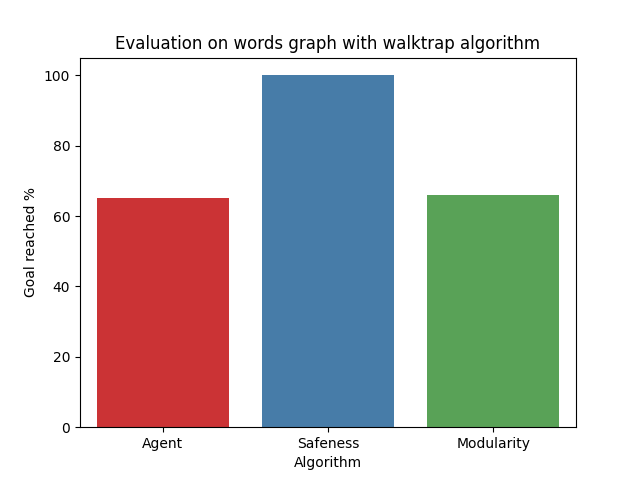 Evaluation on words graph with walktrap algorithm
Goal reached %
100
80
60
40
20
0
Agent
Safeness
Modularity
Algorithm